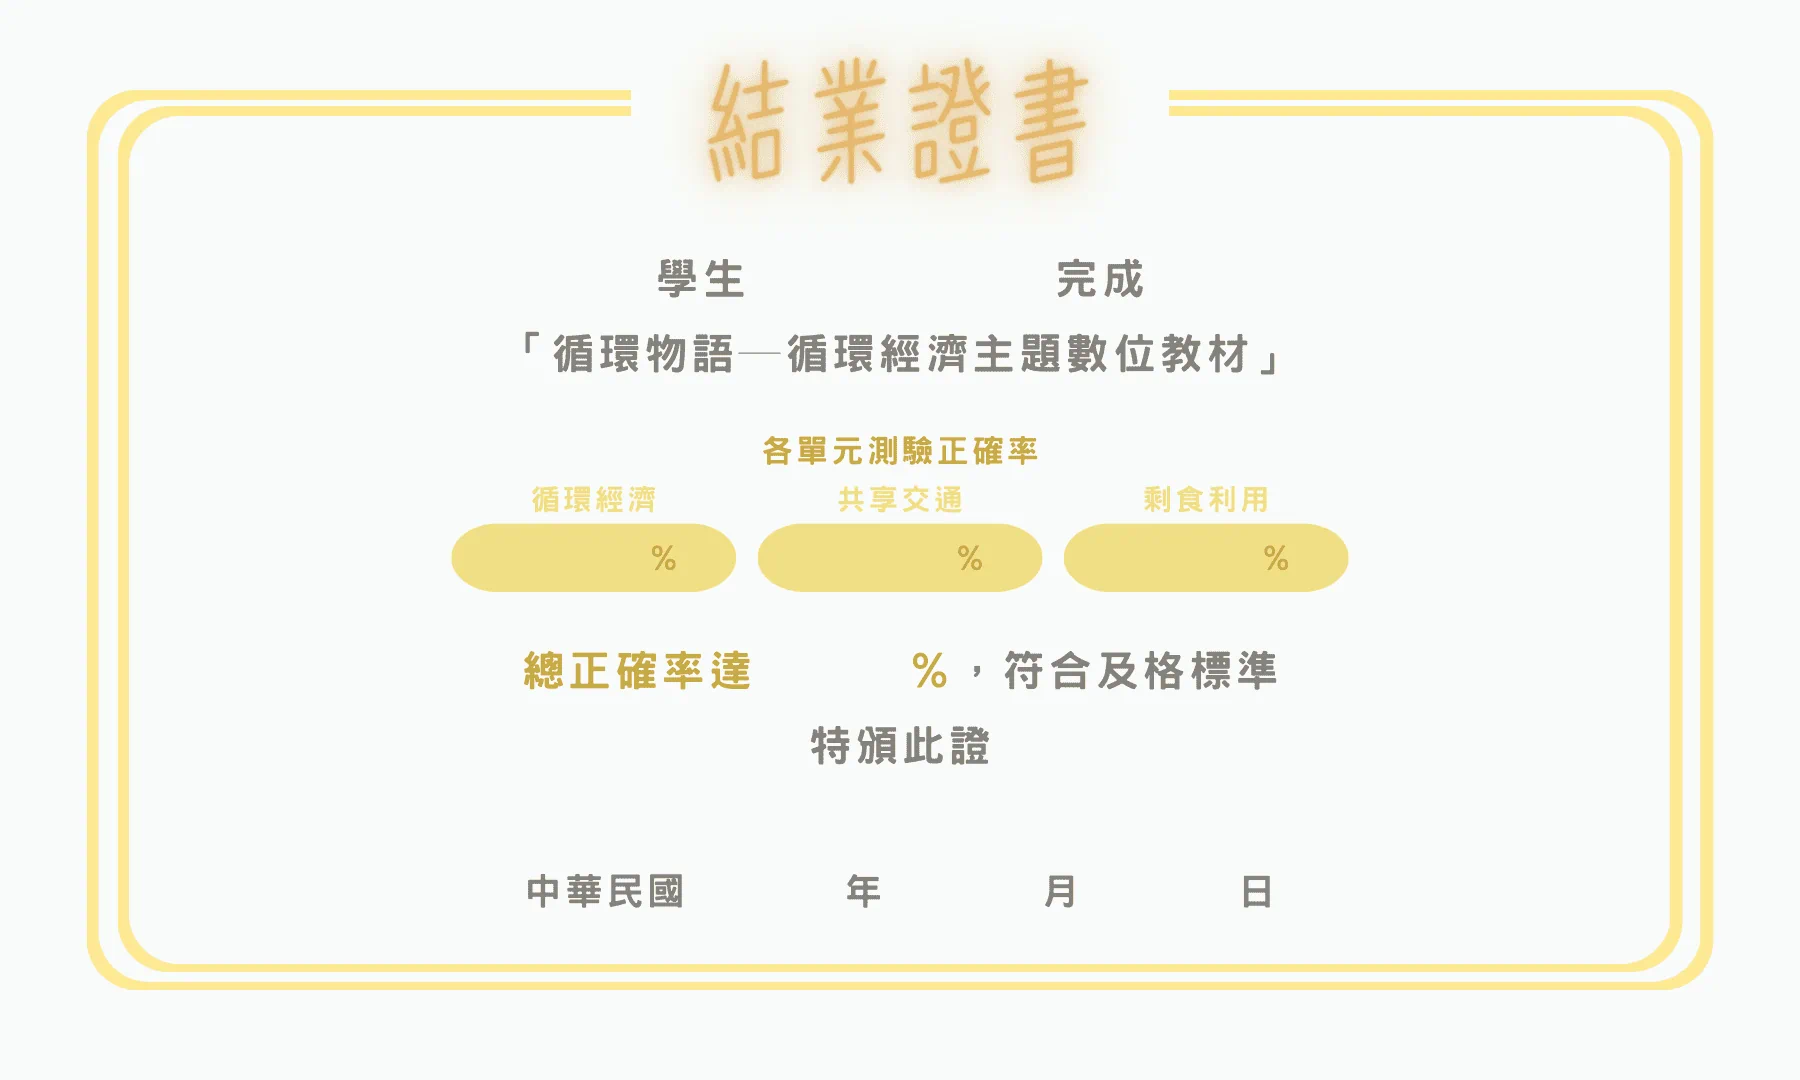 結業證書
學生 完成
「循環物語—循環經濟主題數位教材」
各單元測驗正確率
循環經濟 共享交通 剩食利用
% % %
總正確率達 %，符合及格標準
特頒此證
中華民國 年 月 日